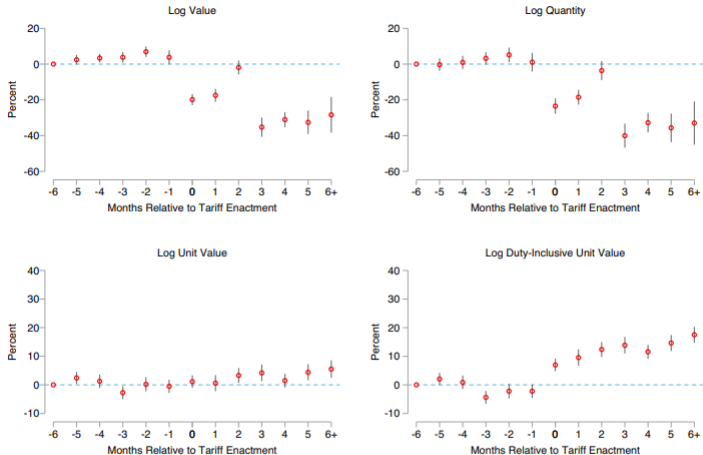 Log Value
20
0
-20
-40
-60
Percent
-6 -5 -4 -3 -2 -1 0 1 2 3 4 5 6+
Months Relative to Tariff Enactment
Log Quantity
20
0
-20
-40
-60
Percent
-6 -5 -4 -3 -2 -1 0 1 2 3 4 5 6+
Months Relative to Tariff Enactment
Log Unit Value
40
30
20
10
0
-10
Percent
-6 -5 -4 -3 -2 -1 0 1 2 3 4 5 6+
Months Relative to Tariff Enactment
Log Duty-Inclusive Unit Value
40
30
20
10
0
-10
Percent
-6 -5 -4 -3 -2 -1 0 1 2 3 4 5 6+
Months Relative to Tariff Enactment